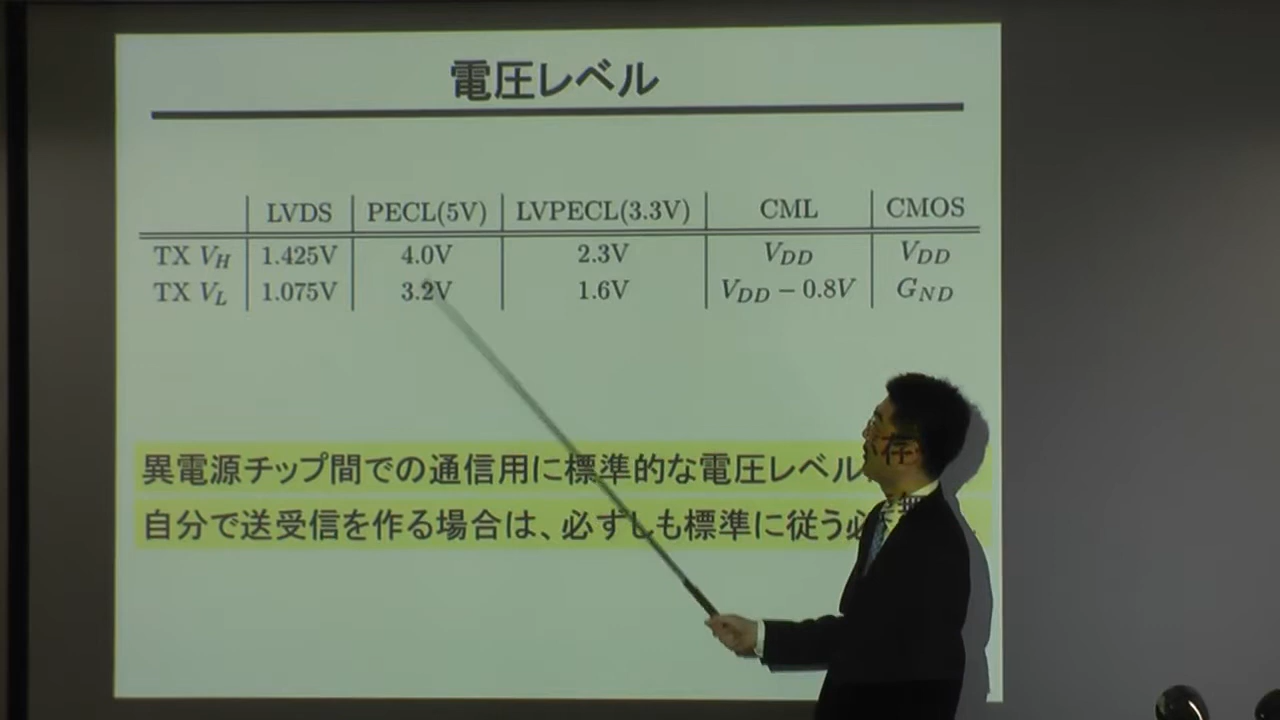 電圧レベル
LVDS PECL(5V) LVPECL(3.3V) CML CMOS
TX V_H 1.425V 4.0V 2.3V V_DD V_DD
TX V_L 1.075V 3.2V 1.6V V_DD − 0.8V G_ND
異電源チップ間での通信用に標準的な電圧レベル 存
自分で送受信を作る場合は、必ずしも標準に従う必 無